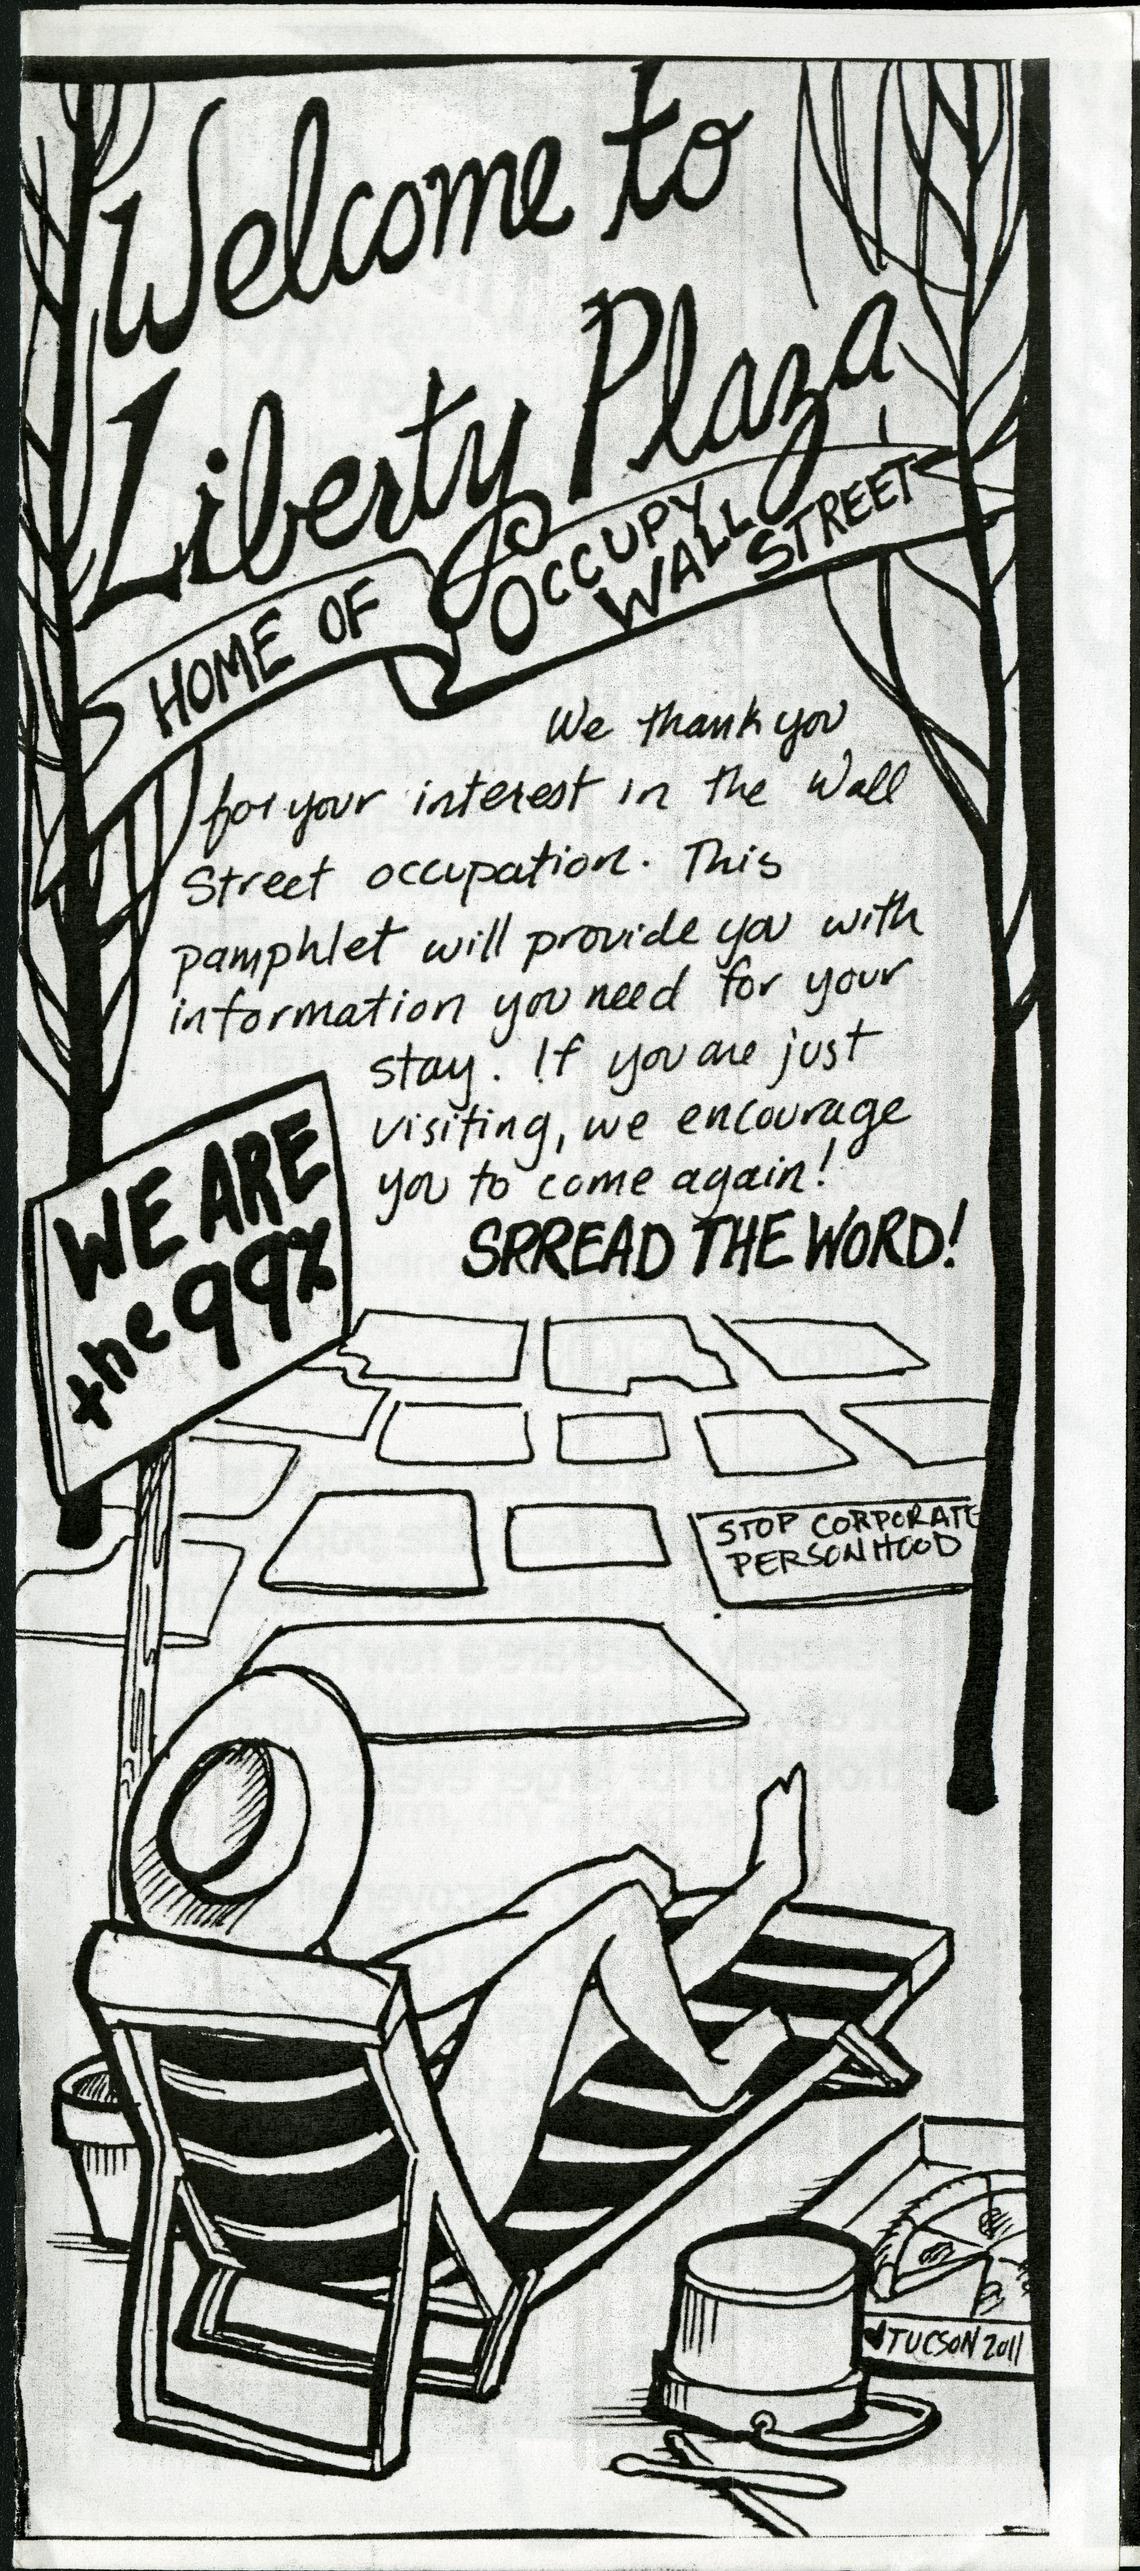 Welcome to
Liberty Plaza
HOME OF OCCUPY WALL STREET
We thank you
for your interest in the Wall
Street occupation. This
pamphlet will provide you with
information you need for your
stay. If you are just
visiting, we encourage
you to come again!
SPREAD THE WORD!
WE ARE
the 99%
STOP CORPORATE
PERSONHOOD
♥TUCSON 2011